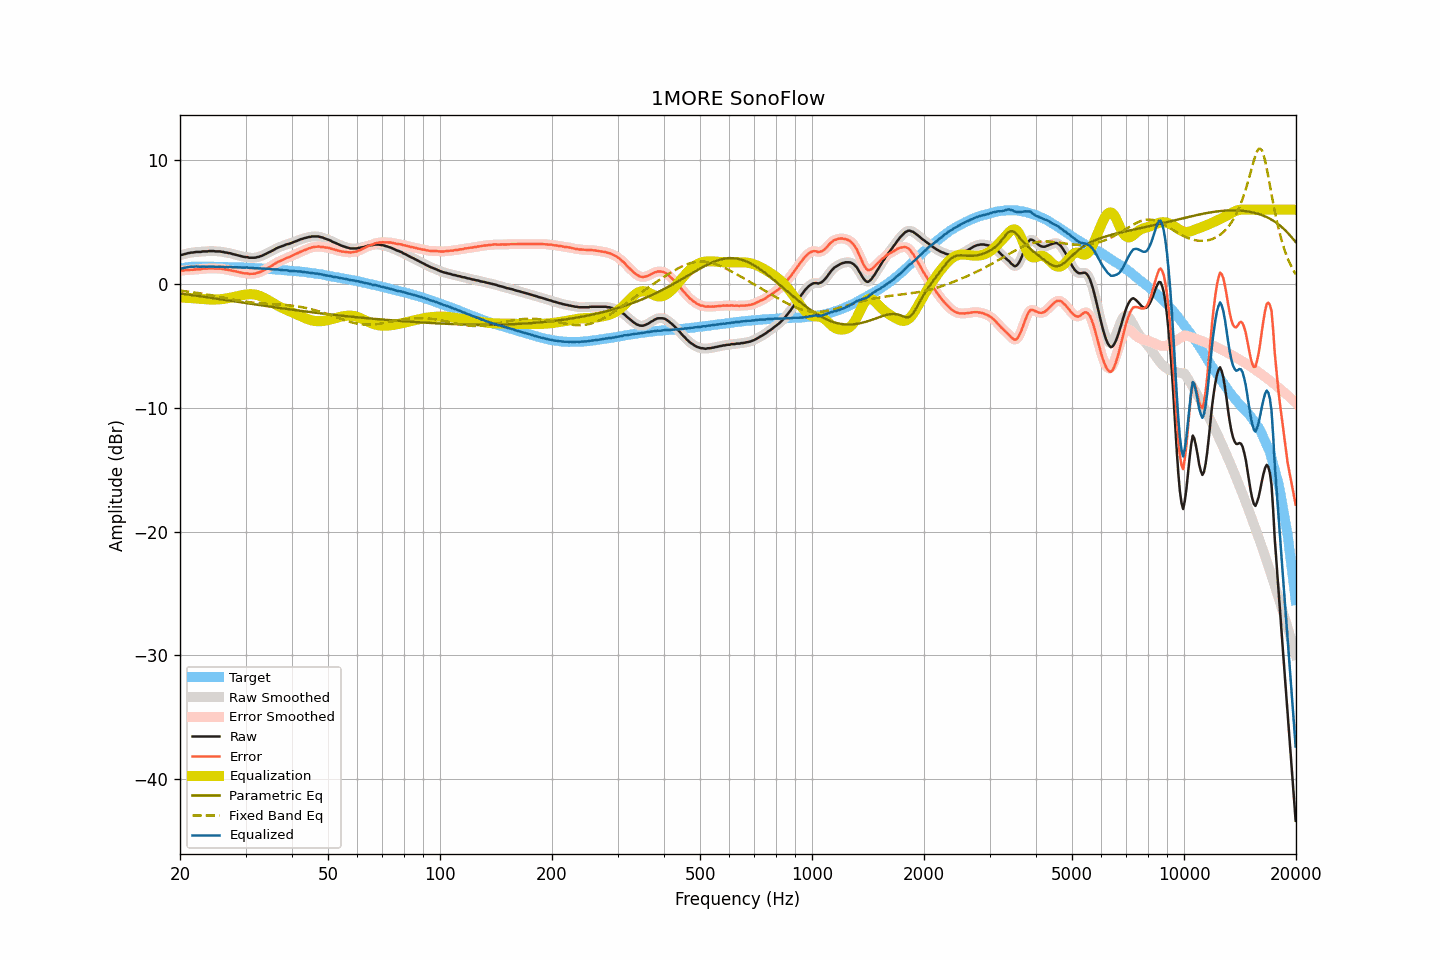 1MORE SonoFlow
10
0
−10
−20
−30
−40
Amplitude (dBr)
Target
Raw Smoothed
Error Smoothed
Raw
Error
Equalization
Parametric Eq
Fixed Band Eq
Equalized
20 50 100 200 500 1000 2000 5000 10000 20000
Frequency (Hz)